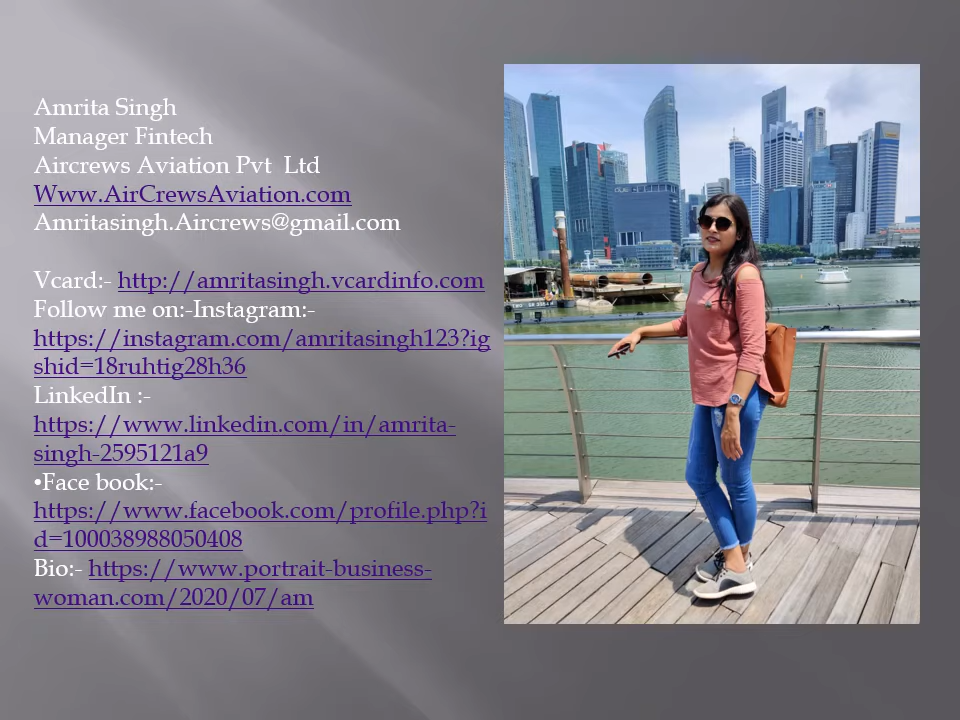 Amrita Singh
Manager Fintech
Aircrews Aviation Pvt  Ltd
Www.AirCrewsAviation.com
Amritasingh.Aircrews@gmail.com
Vcard:- http://amritasingh.vcardinfo.com
Follow me on:-Instagram:-
https://instagram.com/amritasingh123?ig
shid=18ruhtig28h36
LinkedIn :-
https://www.linkedin.com/in/amrita-
singh-2595121a9
•Face book:-
https://www.facebook.com/profile.php?i
d=100038988050408
Bio:- https://www.portrait-business-
woman.com/2020/07/am